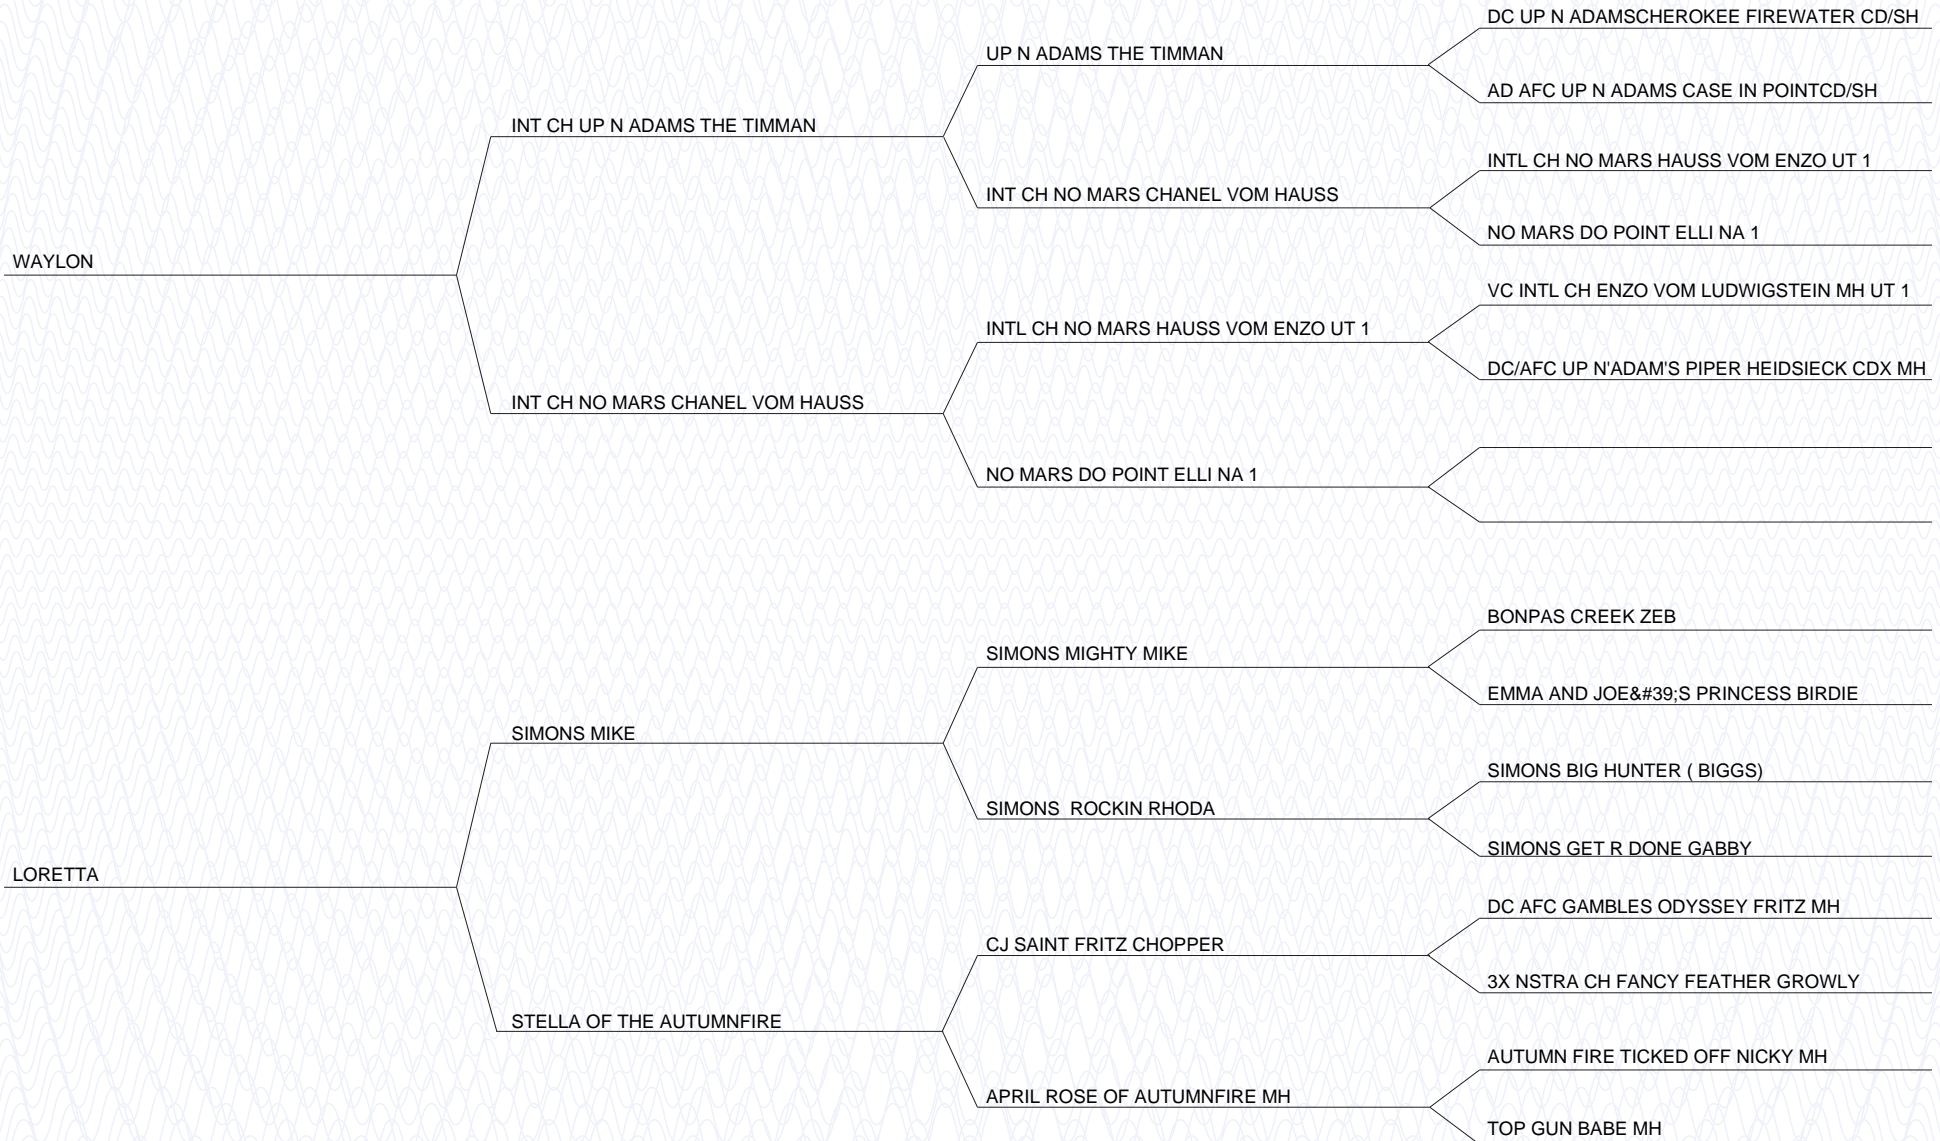 WAYLON
INT CH UP N ADAMS THE TIMMAN
UP N ADAMS THE TIMMAN
DC UP N ADAMSCHEROKEE FIREWATER CD/SH
AD AFC UP N ADAMS CASE IN POINTCD/SH
INT CH NO MARS CHANEL VOM HAUSS
INTL CH NO MARS HAUSS VOM ENZO UT 1
NO MARS DO POINT ELLI NA 1
INT CH NO MARS CHANEL VOM HAUSS
INTL CH NO MARS HAUSS VOM ENZO UT 1
VC INTL CH ENZO VOM LUDWIGSTEIN MH UT 1
DC/AFC UP N'ADAM'S PIPER HEIDSIECK CDX MH
NO MARS DO POINT ELLI NA 1
LORETTA
SIMONS MIKE
SIMONS MIGHTY MIKE
BONPAS CREEK ZEB
EMMA AND JOE&#39;S PRINCESS BIRDIE
SIMONS  ROCKIN RHODA
SIMONS BIG HUNTER ( BIGGS)
SIMONS GET R DONE GABBY
STELLA OF THE AUTUMNFIRE
CJ SAINT FRITZ CHOPPER
DC AFC GAMBLES ODYSSEY FRITZ MH
3X NSTRA CH FANCY FEATHER GROWLY
APRIL ROSE OF AUTUMNFIRE MH
AUTUMN FIRE TICKED OFF NICKY MH
TOP GUN BABE MH